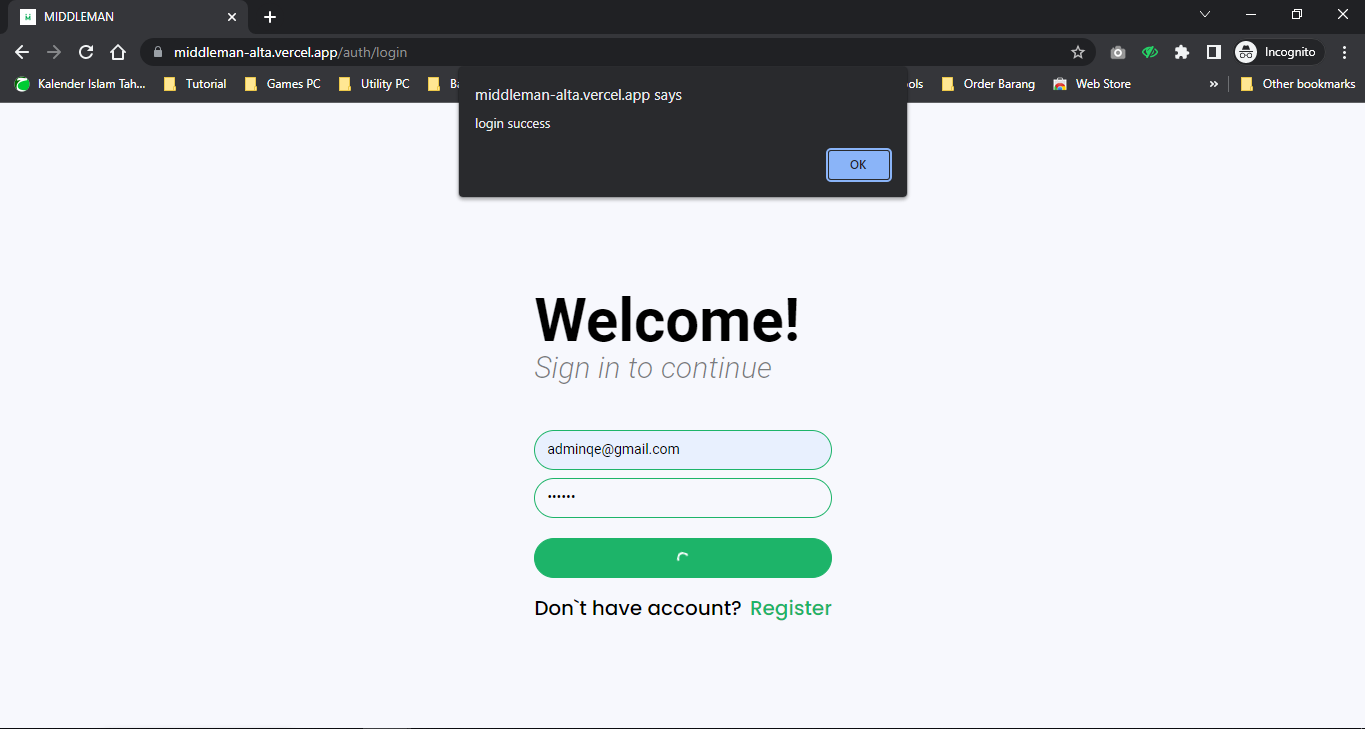 MIDDLEMAN
middleman-alta.vercel.app/auth/login
Incognito
Kalender Islam Tah... Tutorial Games PC Utility PC Order Barang Web Store » Other bookmarks
middleman-alta.vercel.app says
login success
OK
Welcome!
Sign in to continue
adminqe@gmail.com
••••••
Don`t have account? Register